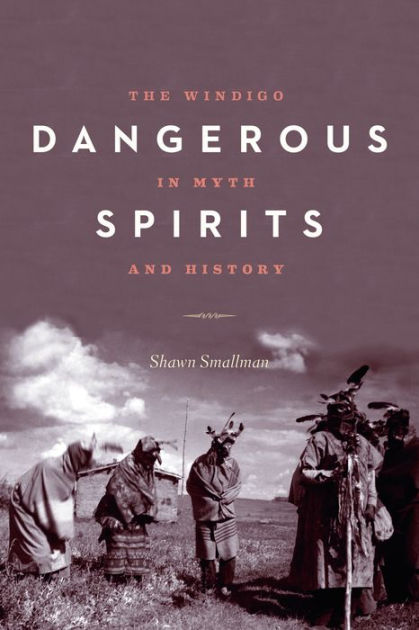 THE WINDIGO
DANGEROUS
IN MYTH
SPIRITS
AND HISTORY
Shawn Smallman